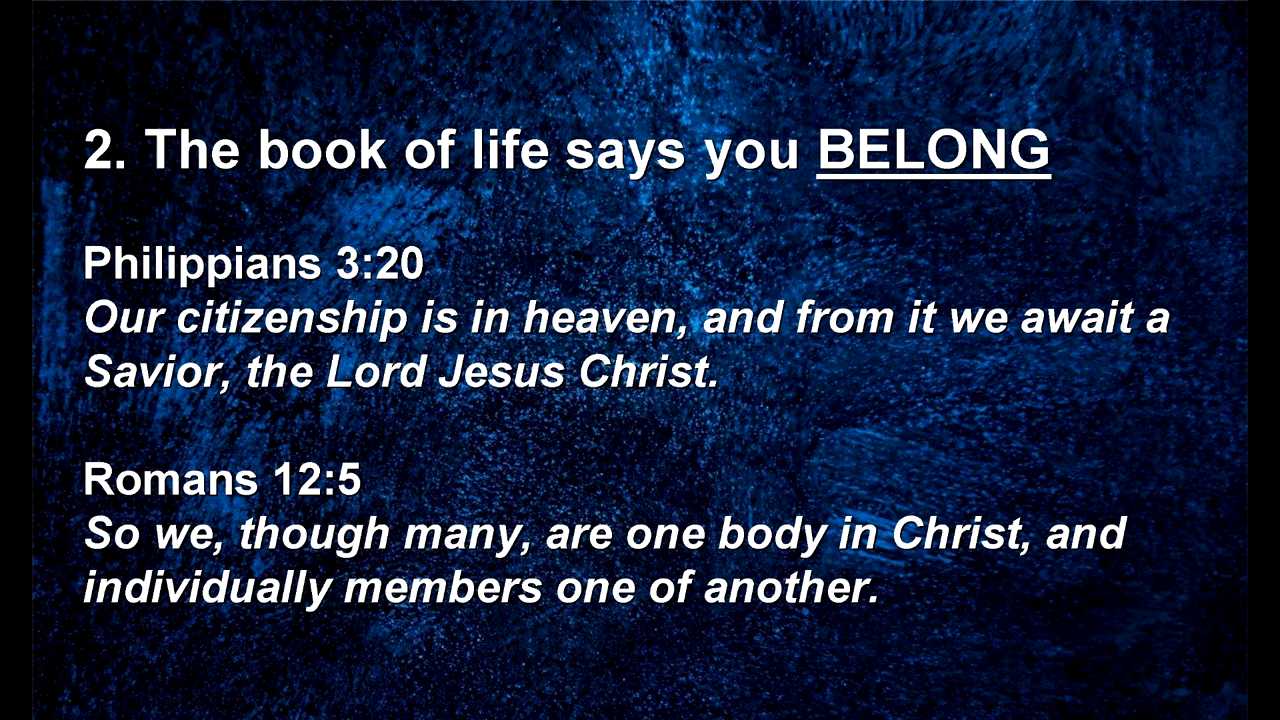 2. The book of life says you BELONG
Philippians 3:20
Our citizenship is in heaven, and from it we await a
Savior, the Lord Jesus Christ.
Romans 12:5
So we, though many, are one body in Christ, and
individually members one of another.